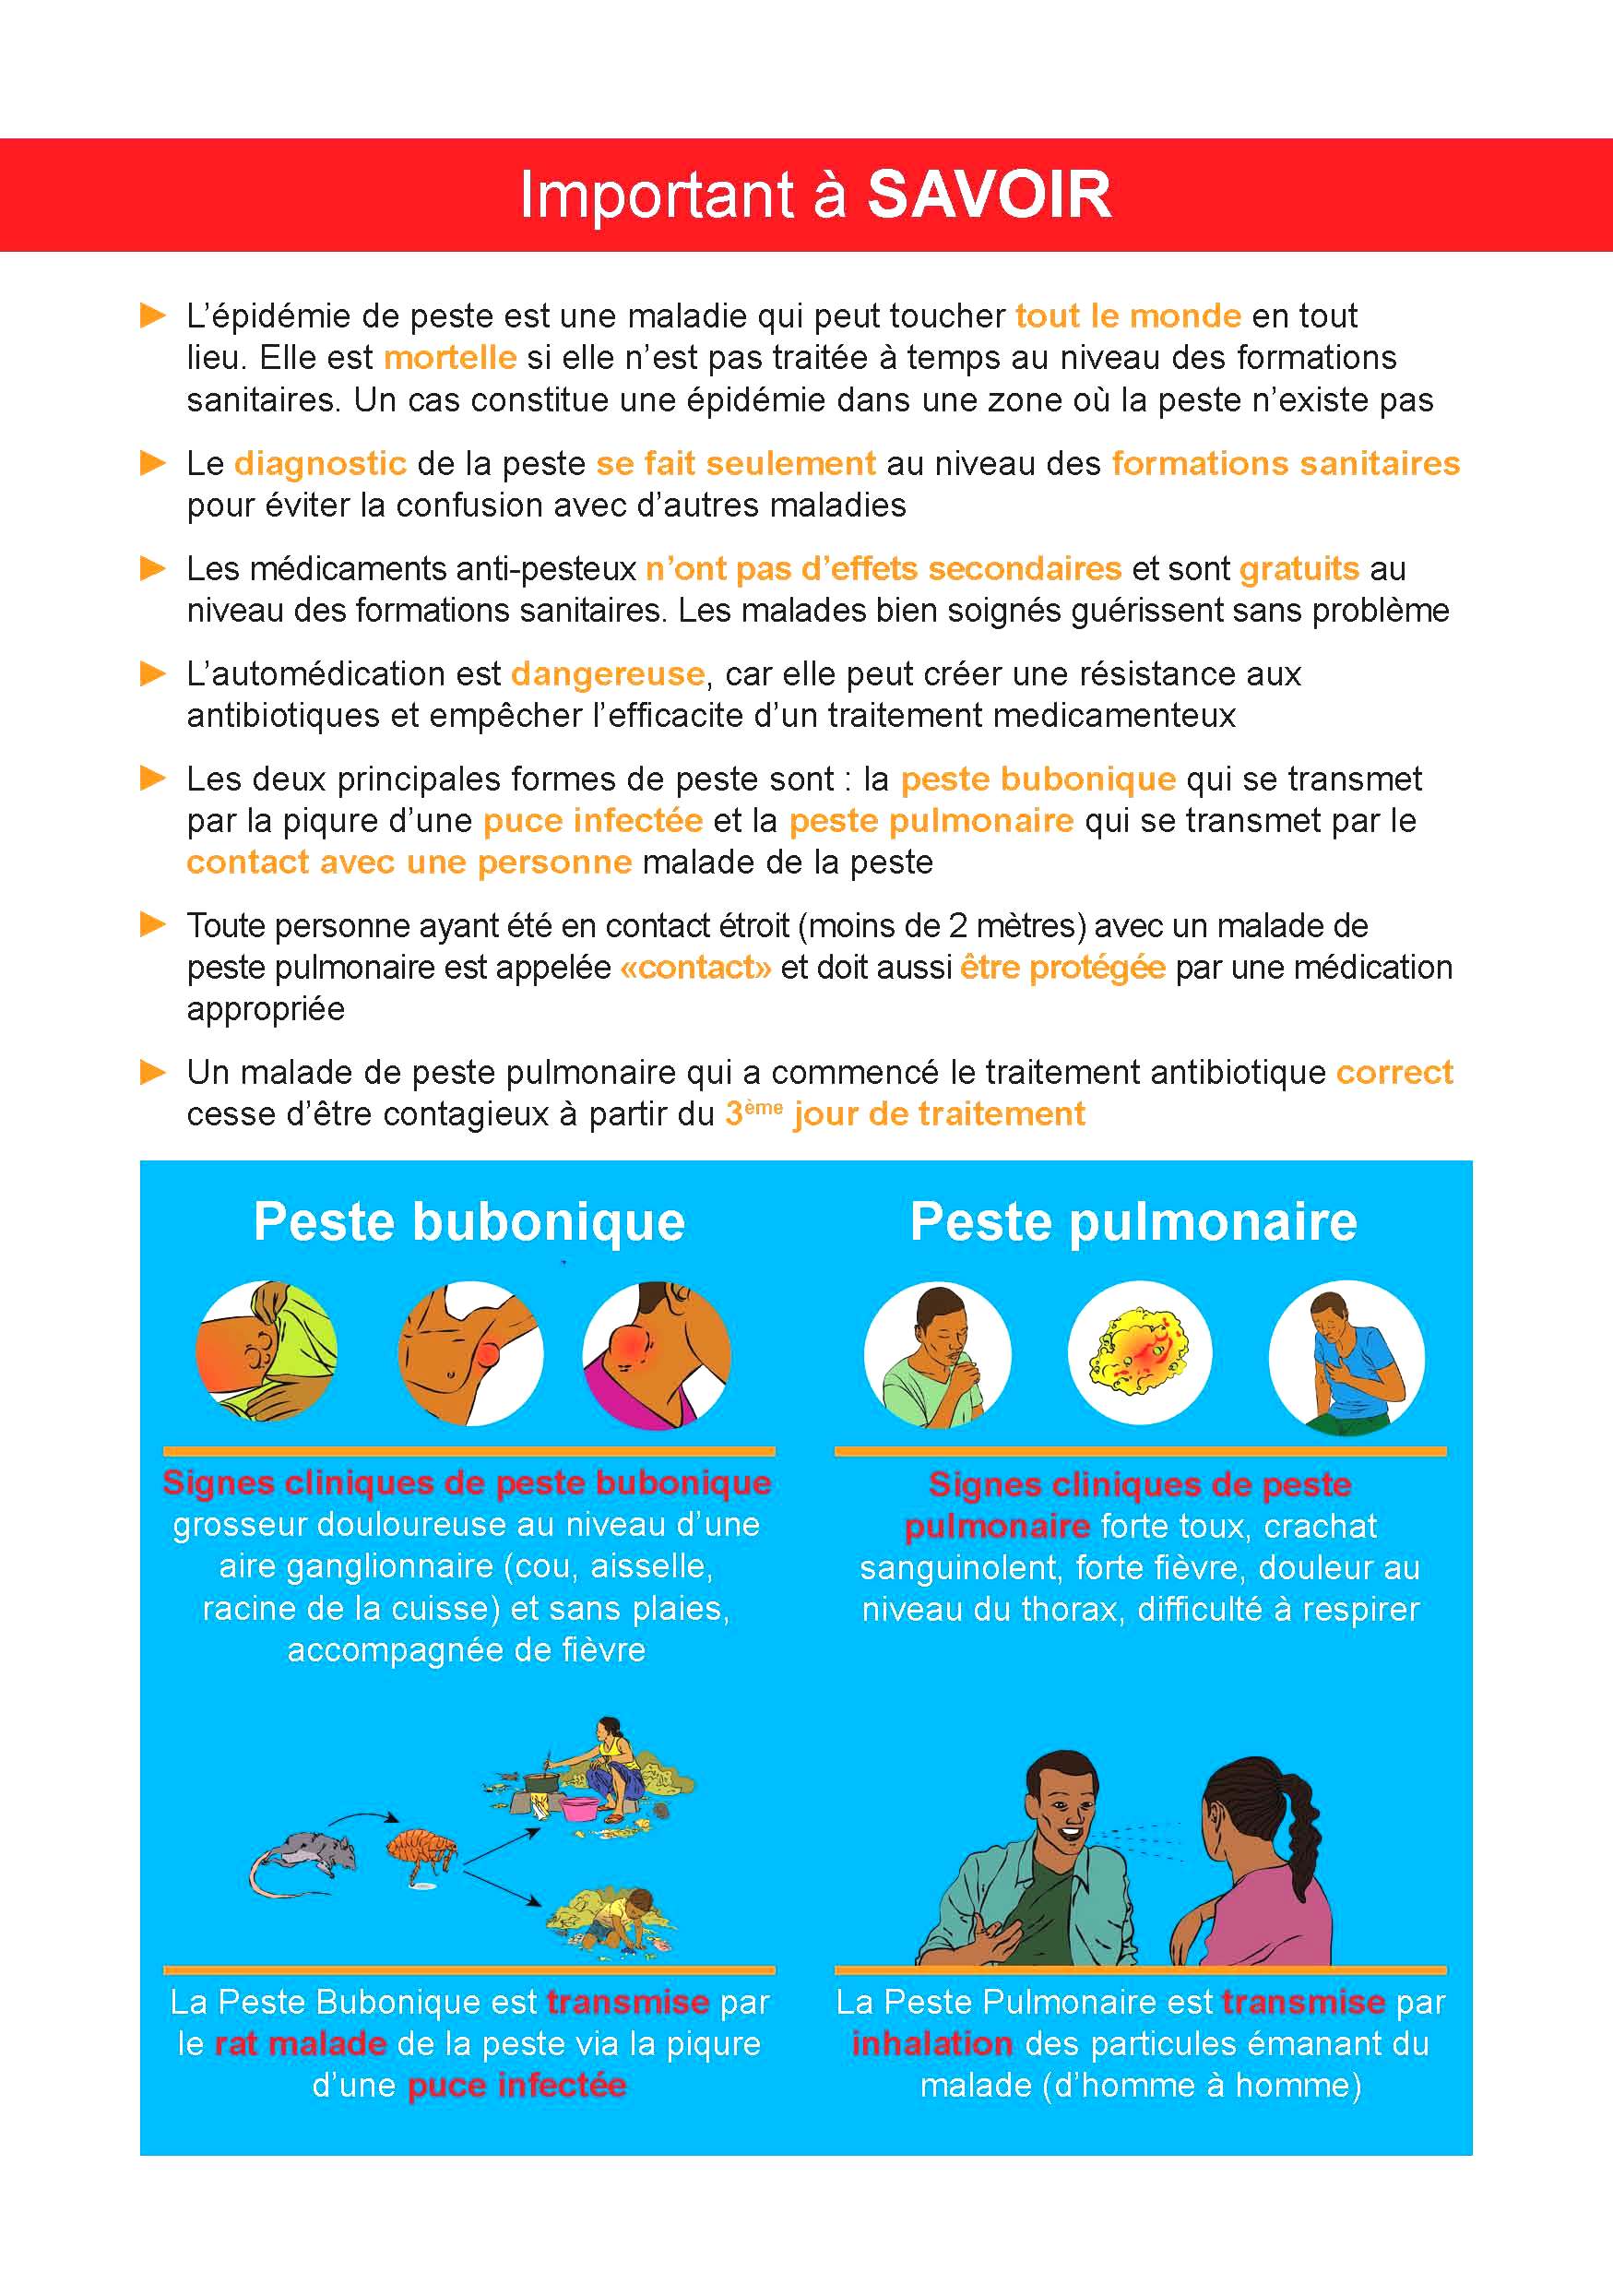 Important à SAVOIR
L’épidémie de peste est une maladie qui peut toucher tout le monde en tout
lieu. Elle est mortelle si elle n’est pas traitée à temps au niveau des formations
sanitaires. Un cas constitue une épidémie dans une zone où la peste n’existe pas
Le diagnostic de la peste se fait seulement au niveau des formations sanitaires
pour éviter la confusion avec d’autres maladies
Les médicaments anti-pesteux n’ont pas d’effets secondaires et sont gratuits au
niveau des formations sanitaires. Les malades bien soignés guérissent sans problème
L’automédication est dangereuse, car elle peut créer une résistance aux
antibiotiques et empêcher l’efficacite d’un traitement medicamenteux
Les deux principales formes de peste sont : la peste bubonique qui se transmet
par la piqure d’une puce infectée et la peste pulmonaire qui se transmet par le
contact avec une personne malade de la peste
Toute personne ayant été en contact étroit (moins de 2 mètres) avec un malade de
peste pulmonaire est appelée «contact» et doit aussi être protégée par une médication
appropriée
Un malade de peste pulmonaire qui a commencé le traitement antibiotique correct
cesse d’être contagieux à partir du 3ème jour de traitement
Peste bubonique
Signes cliniques de peste bubonique
grosseur douloureuse au niveau d’une
aire ganglionnaire (cou, aisselle,
racine de la cuisse) et sans plaies,
accompagnée de fièvre
La Peste Bubonique est transmise par
le rat malade de la peste via la piqure
d’une puce infectée
Peste pulmonaire
Signes cliniques de peste
pulmonaire forte toux, crachat
sanguinolent, forte fièvre, douleur au
niveau du thorax, difficulté à respirer
La Peste Pulmonaire est transmise par
inhalation des particules émanant du
malade (d’homme à homme)